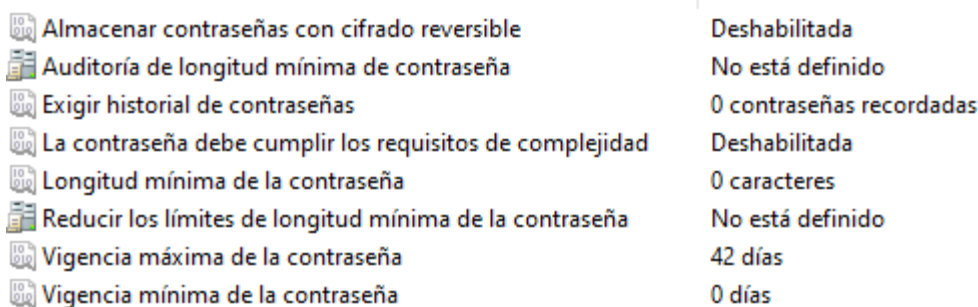 Almacenar contraseñas con cifrado reversible Deshabilitada
Auditoría de longitud mínima de contraseña No está definido
Exigir historial de contraseñas 0 contraseñas recordadas
La contraseña debe cumplir los requisitos de complejidad Deshabilitada
Longitud mínima de la contraseña 0 caracteres
Reducir los límites de longitud mínima de la contraseña No está definido
Vigencia máxima de la contraseña 42 días
Vigencia mínima de la contraseña 0 días